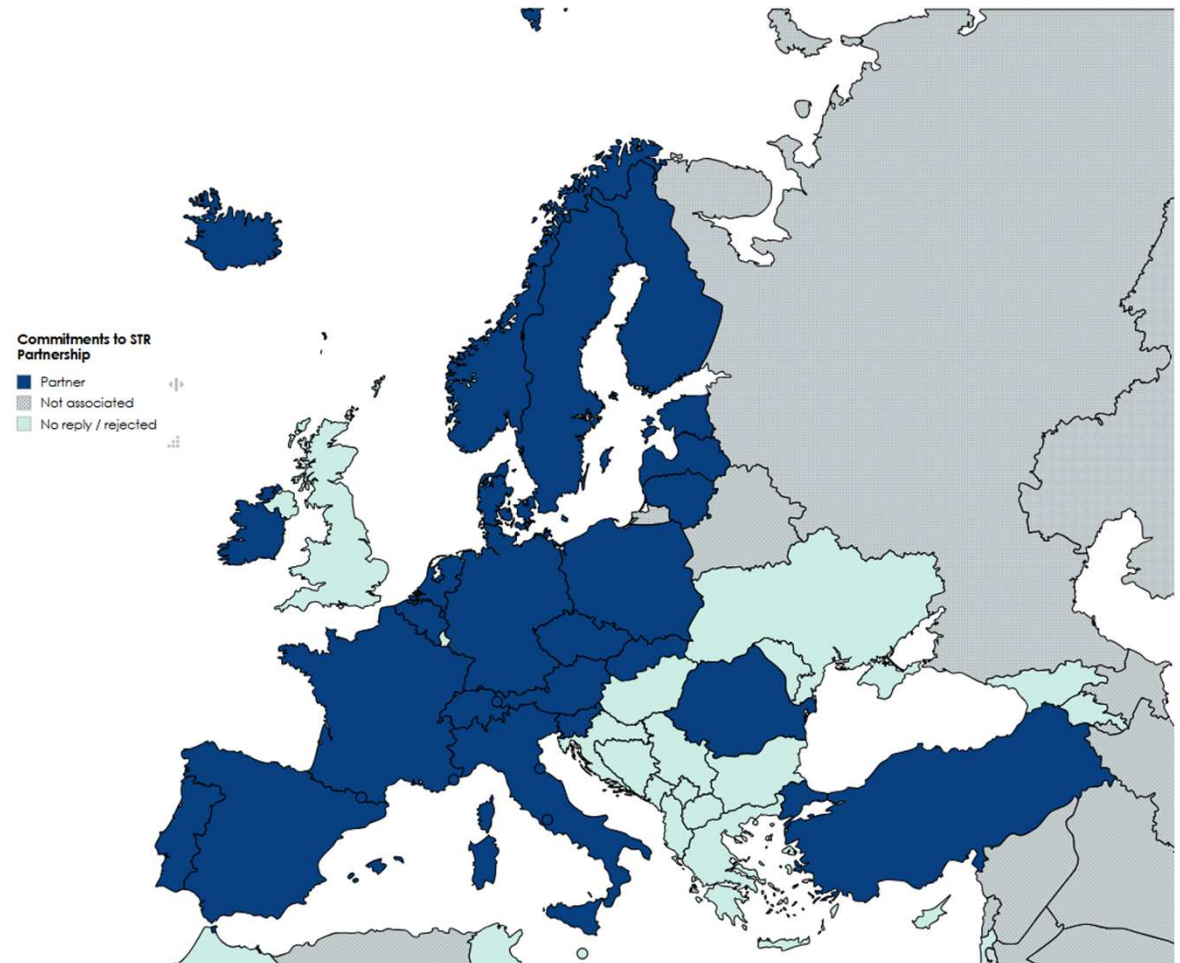 Commitments to STR
Partnership
Partner
Not associated
No reply / rejected